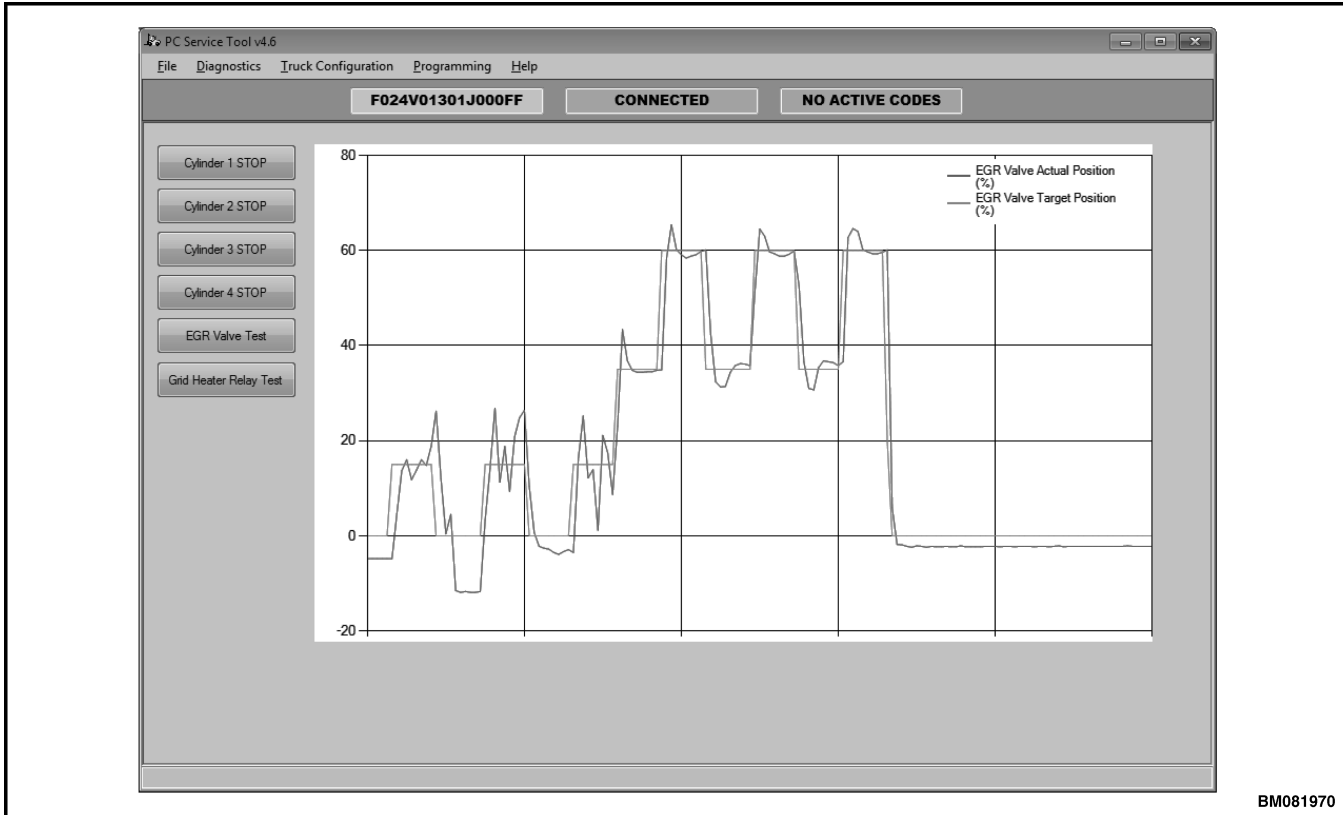 PC Service Tool v4.6
File Diagnostics Truck Configuration Programming Help
F024V01301J000FF CONNECTED NO ACTIVE CODES
Cylinder 1 STOP
Cylinder 2 STOP
Cylinder 3 STOP
Cylinder 4 STOP
EGR Valve Test
Grid Heater Relay Test
80
60
40
20
0
-20
EGR Valve Actual Position
(%)
EGR Valve Target Position
(%)
BM081970